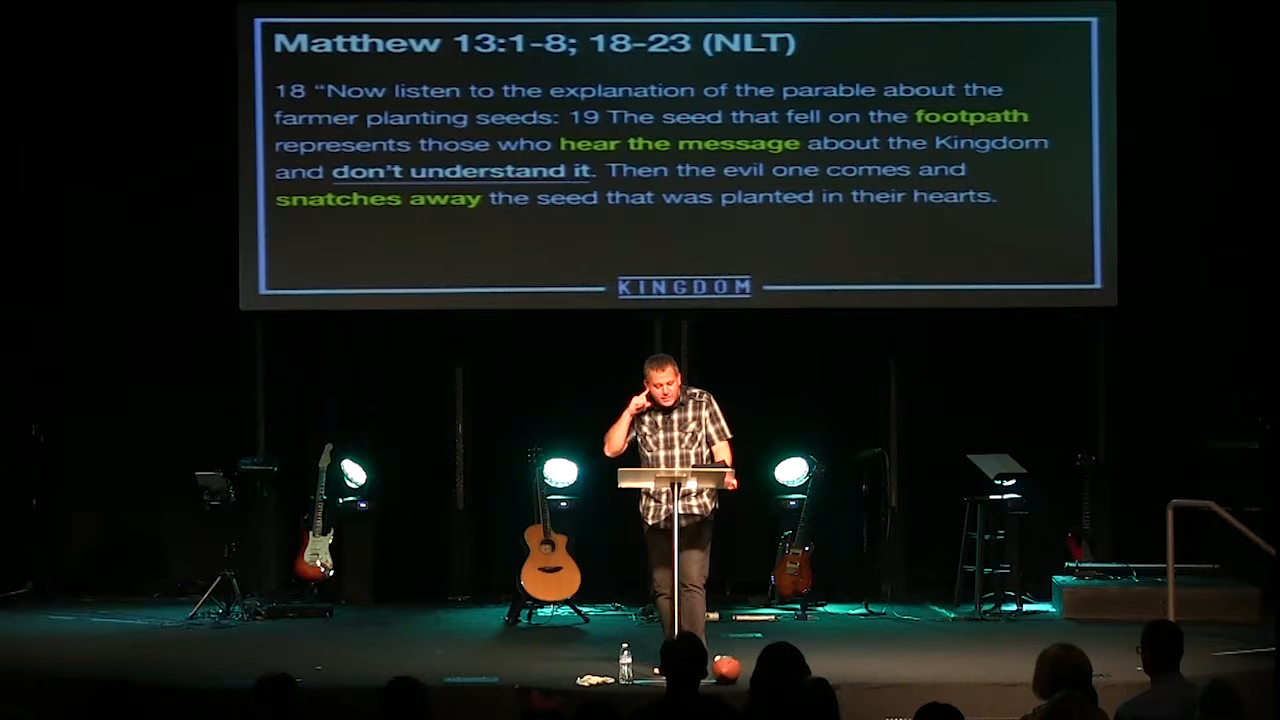 Matthew 13:1-8; 18-23 (NLT)
18 “Now listen to the explanation of the parable about the
farmer planting seeds: 19 The seed that fell on the footpath
represents those who hear the message about the Kingdom
and don’t understand it. Then the evil one comes and
snatches away the seed that was planted in their hearts.
KINGDOM